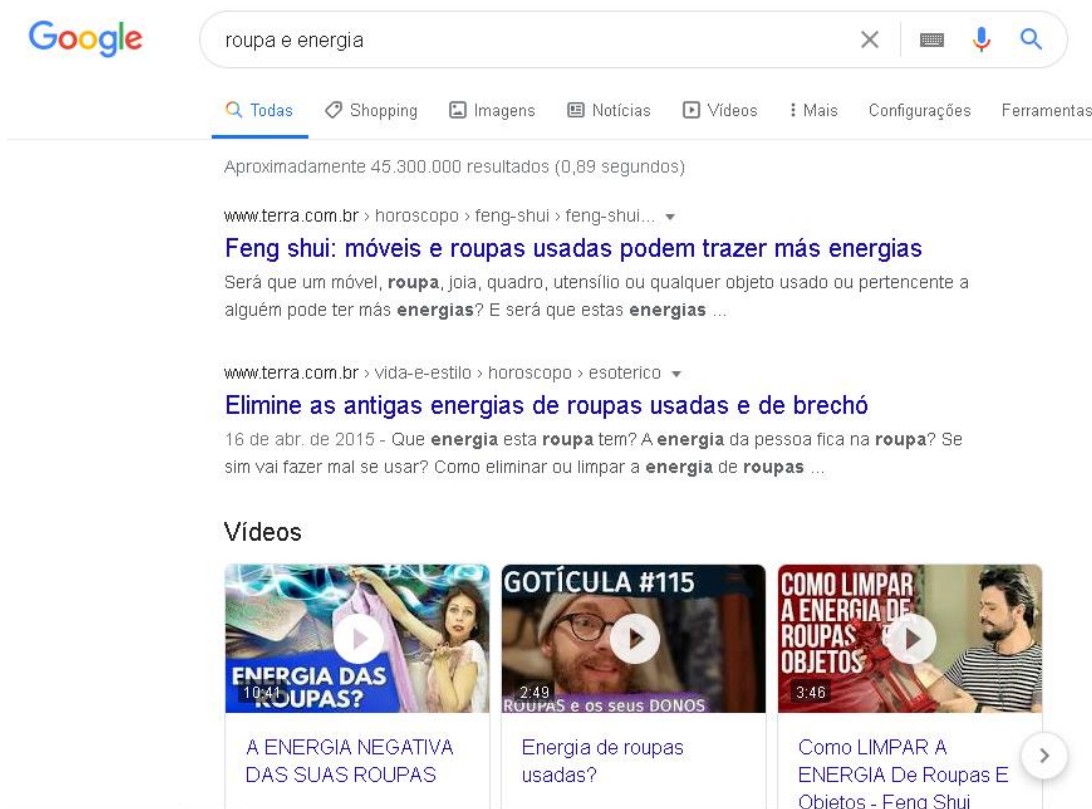 Google
roupa e energia
Todas Shopping Imagens Notícias Vídeos Mais Configurações Ferramentas
Aproximadamente 45.300.000 resultados (0,89 segundos)
www.terra.com.br › horoscopo › feng-shui › feng-shui...
Feng shui: móveis e roupas usadas podem trazer más energias
Será que um móvel, roupa, joia, quadro, utensílio ou qualquer objeto usado ou pertencente a
alguém pode ter más energias? E será que estas energias ...
www.terra.com.br › vida-e-estilo › horoscopo › esoterico
Elimine as antigas energias de roupas usadas e de brechó
16 de abr. de 2015 - Que energia esta roupa tem? A energia da pessoa fica na roupa? Se
sim vai fazer mal se usar? Como eliminar ou limpar a energia de roupas ...
Vídeos
ENERGIA DAS
ROUPAS?
10:41
GOTÍCULA #115
2:49
ROUPAS e os seus DONOS
COMO LIMPAR
A ENERGIA DE
ROUPAS E
OBJETOS
3:46
A ENERGIA NEGATIVA
DAS SUAS ROUPAS
Energia de roupas
usadas?
Como LIMPAR A
ENERGIA De Roupas E
Objetos - Feng Shui